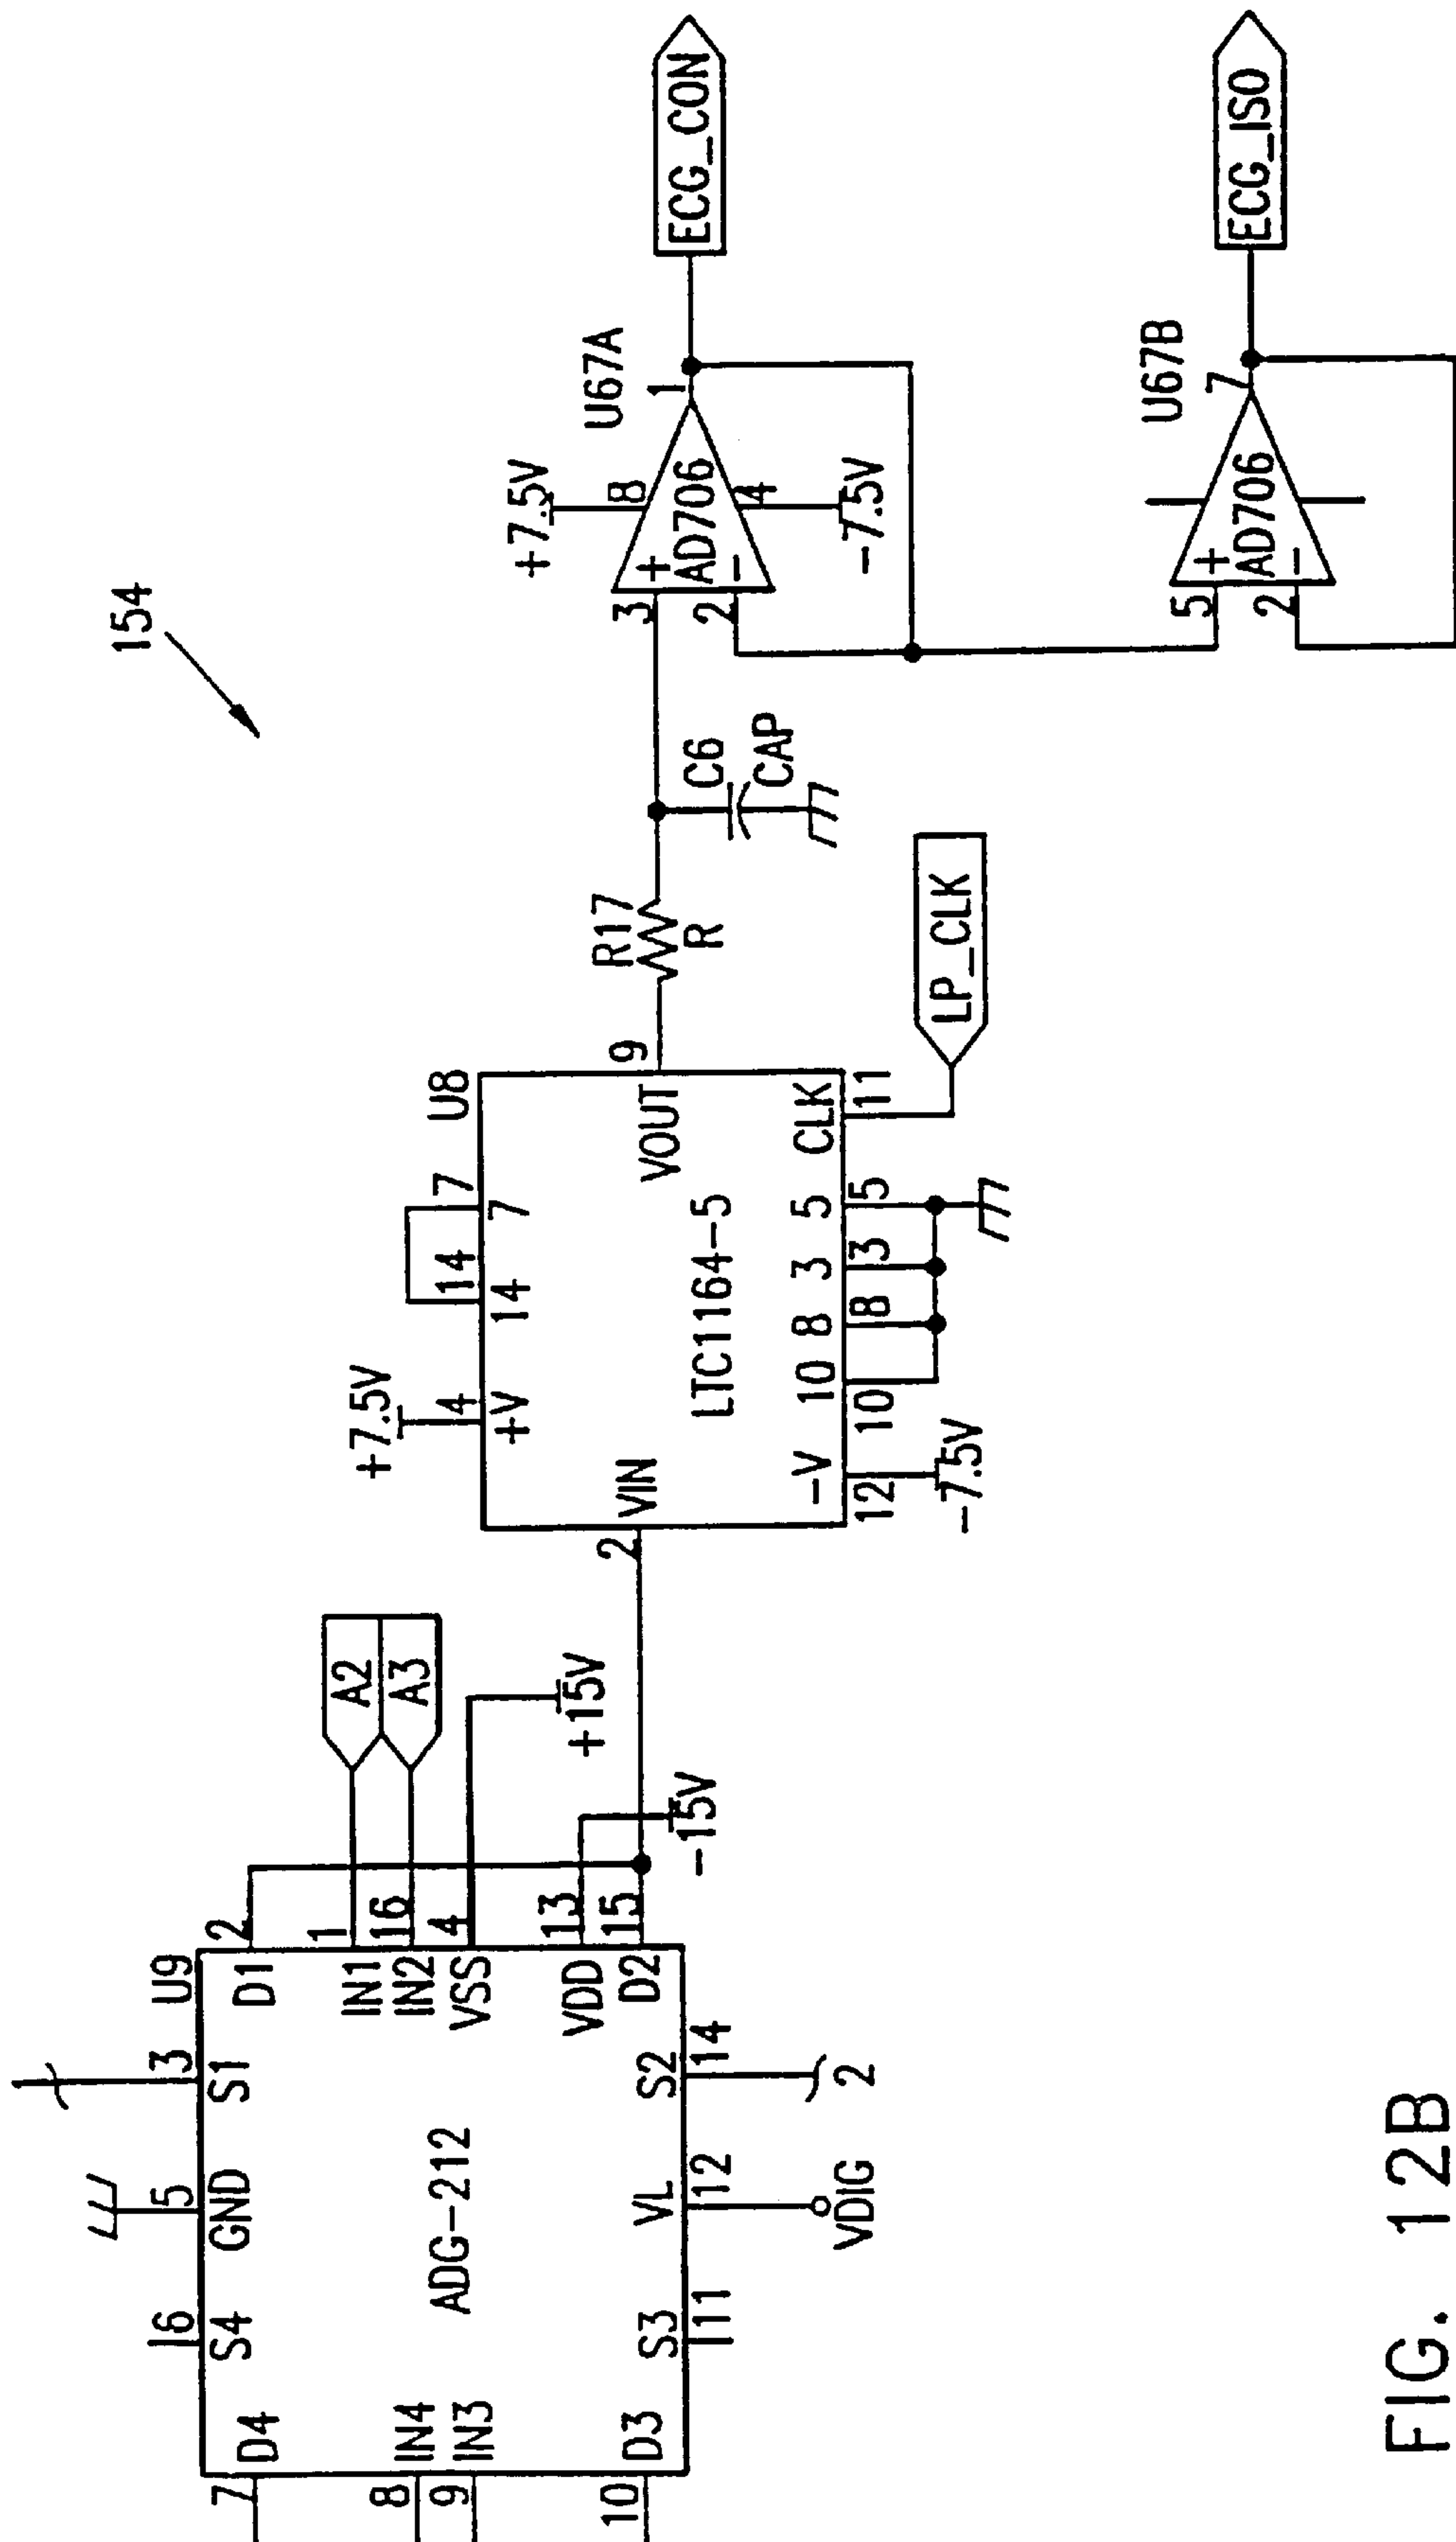 154
U9
ADG-212
7
D4
8
IN4
9
IN3
10
D3
6
S4
5
GND
3
S1
11
S3
12
VL
VDIG
14
S2
2
2
D1
1
IN1
16
IN2
4
VSS
13
VDD
15
D2
A2
A3
+15V
-15V
U8
LTC1164-5
2
VIN
+7.5V
4
+V
14
14
7
7
9
VOUT
12
-V
-7.5V
10
10
8
8
3
3
5
5
11
CLK
LP_CLK
R17
R
C6
CAP
U67A
AD706
+7.5V
8
3
+
2
-
4
-7.5V
1
ECG_CON
U67B
AD706
5
+
2
-
7
ECG_ISO
FIG. 12B